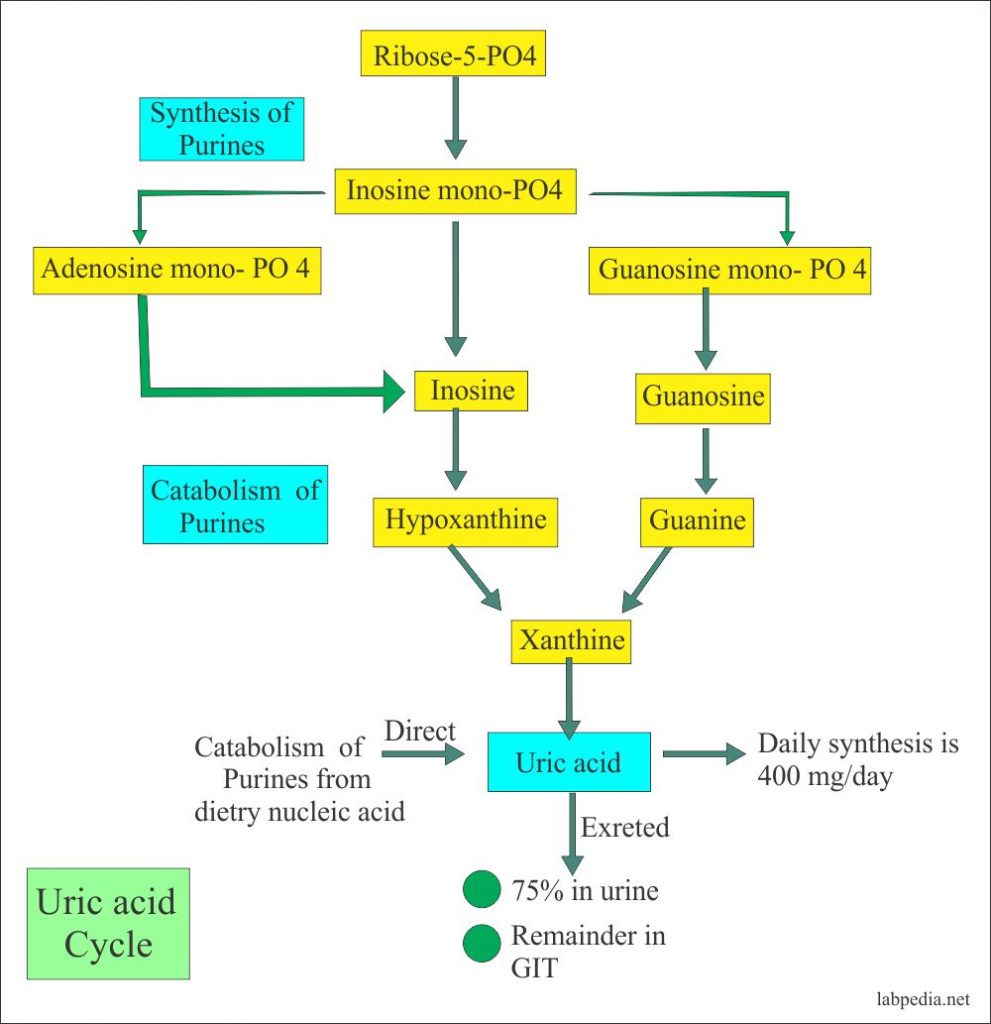 Ribose-5-PO4
Synthesis of
Purines
Inosine mono-PO4
Adenosine mono- PO 4
Guanosine mono- PO 4
Inosine
Guanosine
Catabolism of
Purines
Hypoxanthine
Guanine
Xanthine
Direct
Catabolism of
Purines from
dietry nucleic acid
Uric acid
Daily synthesis is
400 mg/day
Exreted
75% in urine
Remainder in
GIT
Uric acid
Cycle
labpedia.net